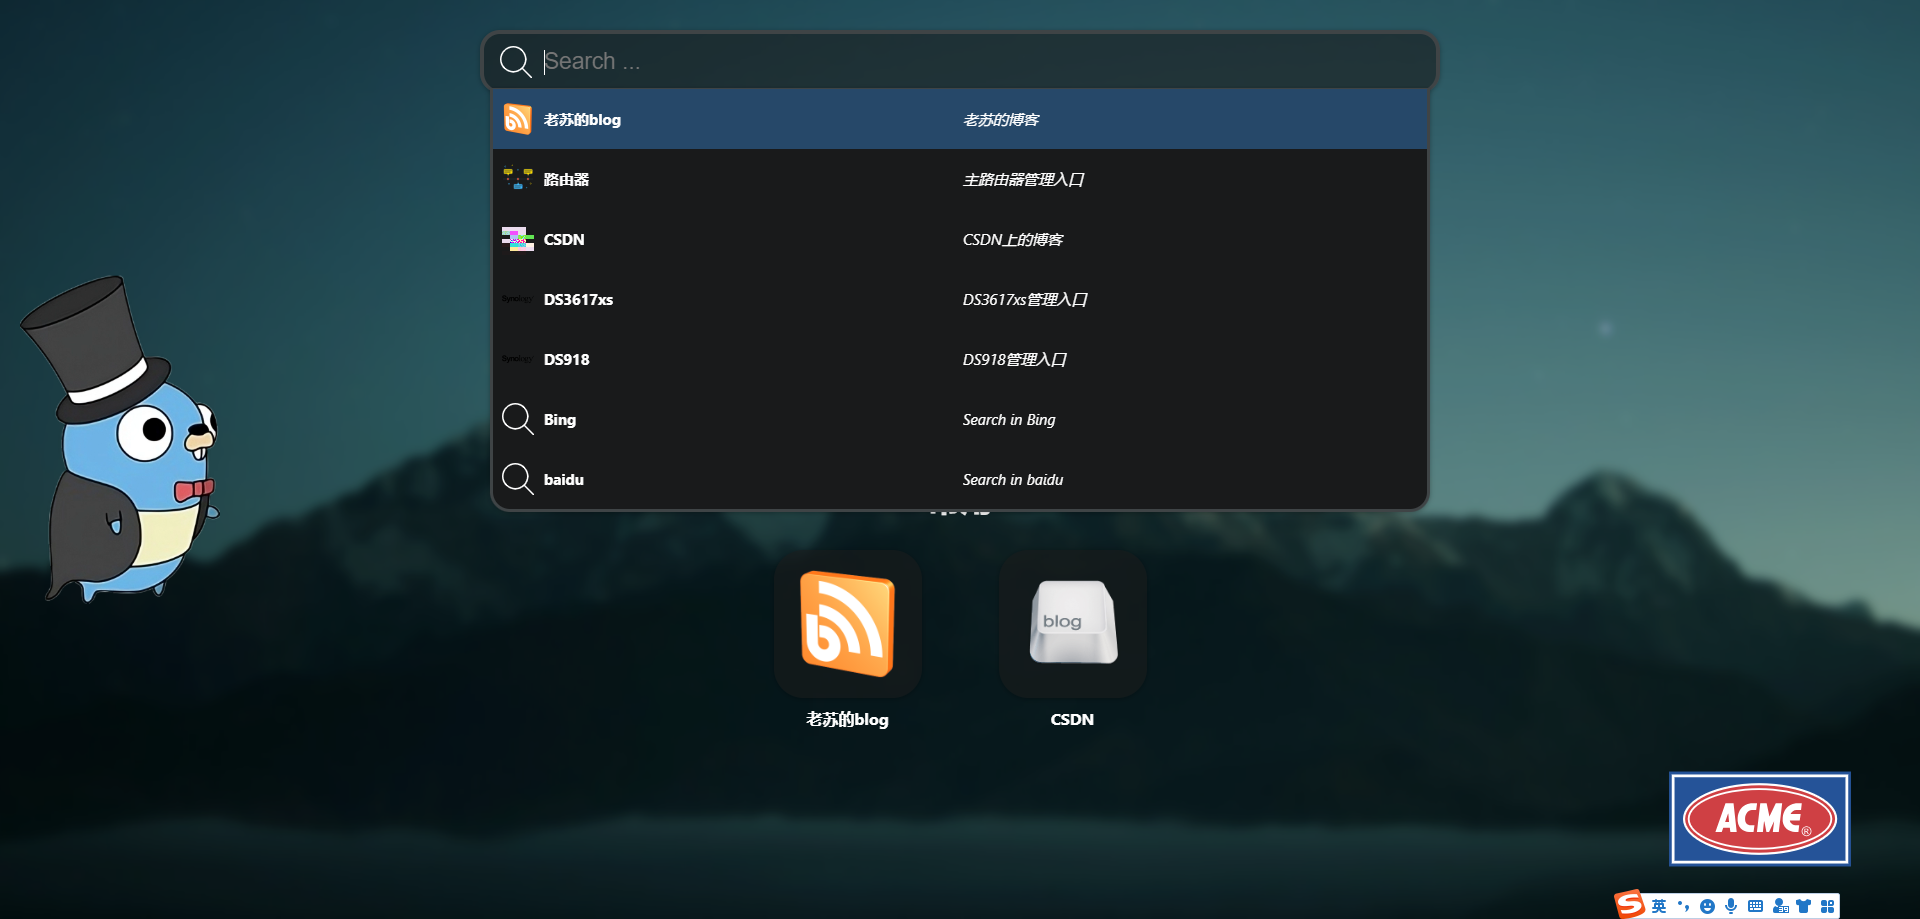 Search ...
老苏的blog 老苏的博客
路由器 主路由器管理入口
CSDN CSDN上的博客
DS3617xs DS3617xs管理入口
DS918 DS918管理入口
Bing Search in Bing
baidu Search in baidu
blog
老苏的blog CSDN
ACME®
英